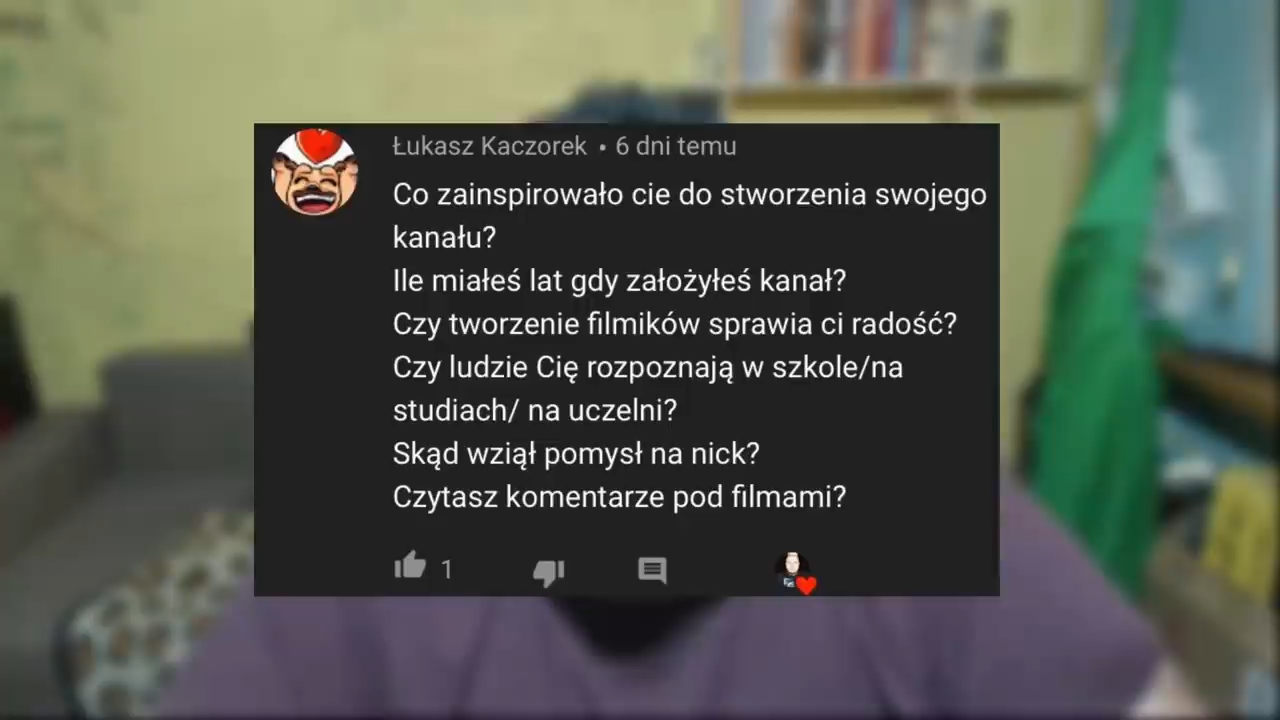 Łukasz Kaczorek • 6 dni temu
Co zainspirowało cie do stworzenia swojego
kanału?
Ile miałeś lat gdy założyłeś kanał?
Czy tworzenie filmików sprawia ci radość?
Czy ludzie Cię rozpoznają w szkole/na
studiach/ na uczelni?
Skąd wziął pomysł na nick?
Czytasz komentarze pod filmami?
1